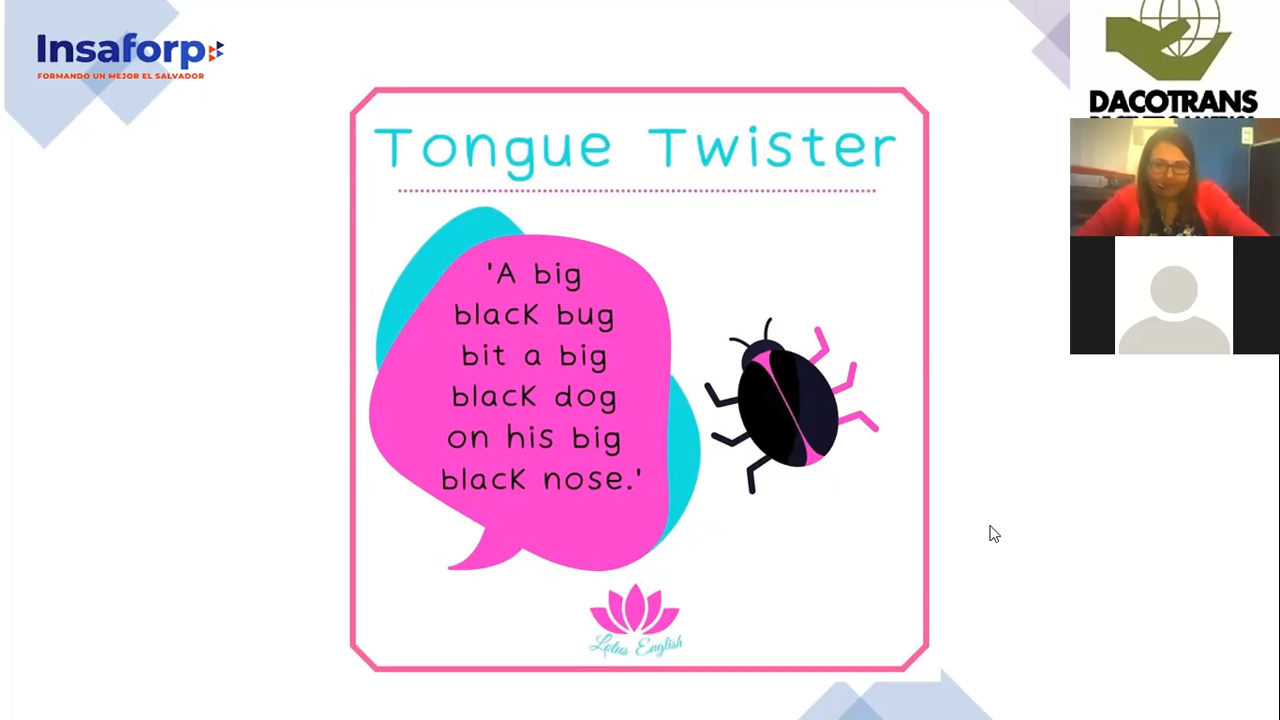 Insaforp
FORMANDO UN MEJOR EL SALVADOR
DACOTRANS
Tongue Twister
'A big
black bug
bit a big
black dog
on his big
black nose.'
Lotus English